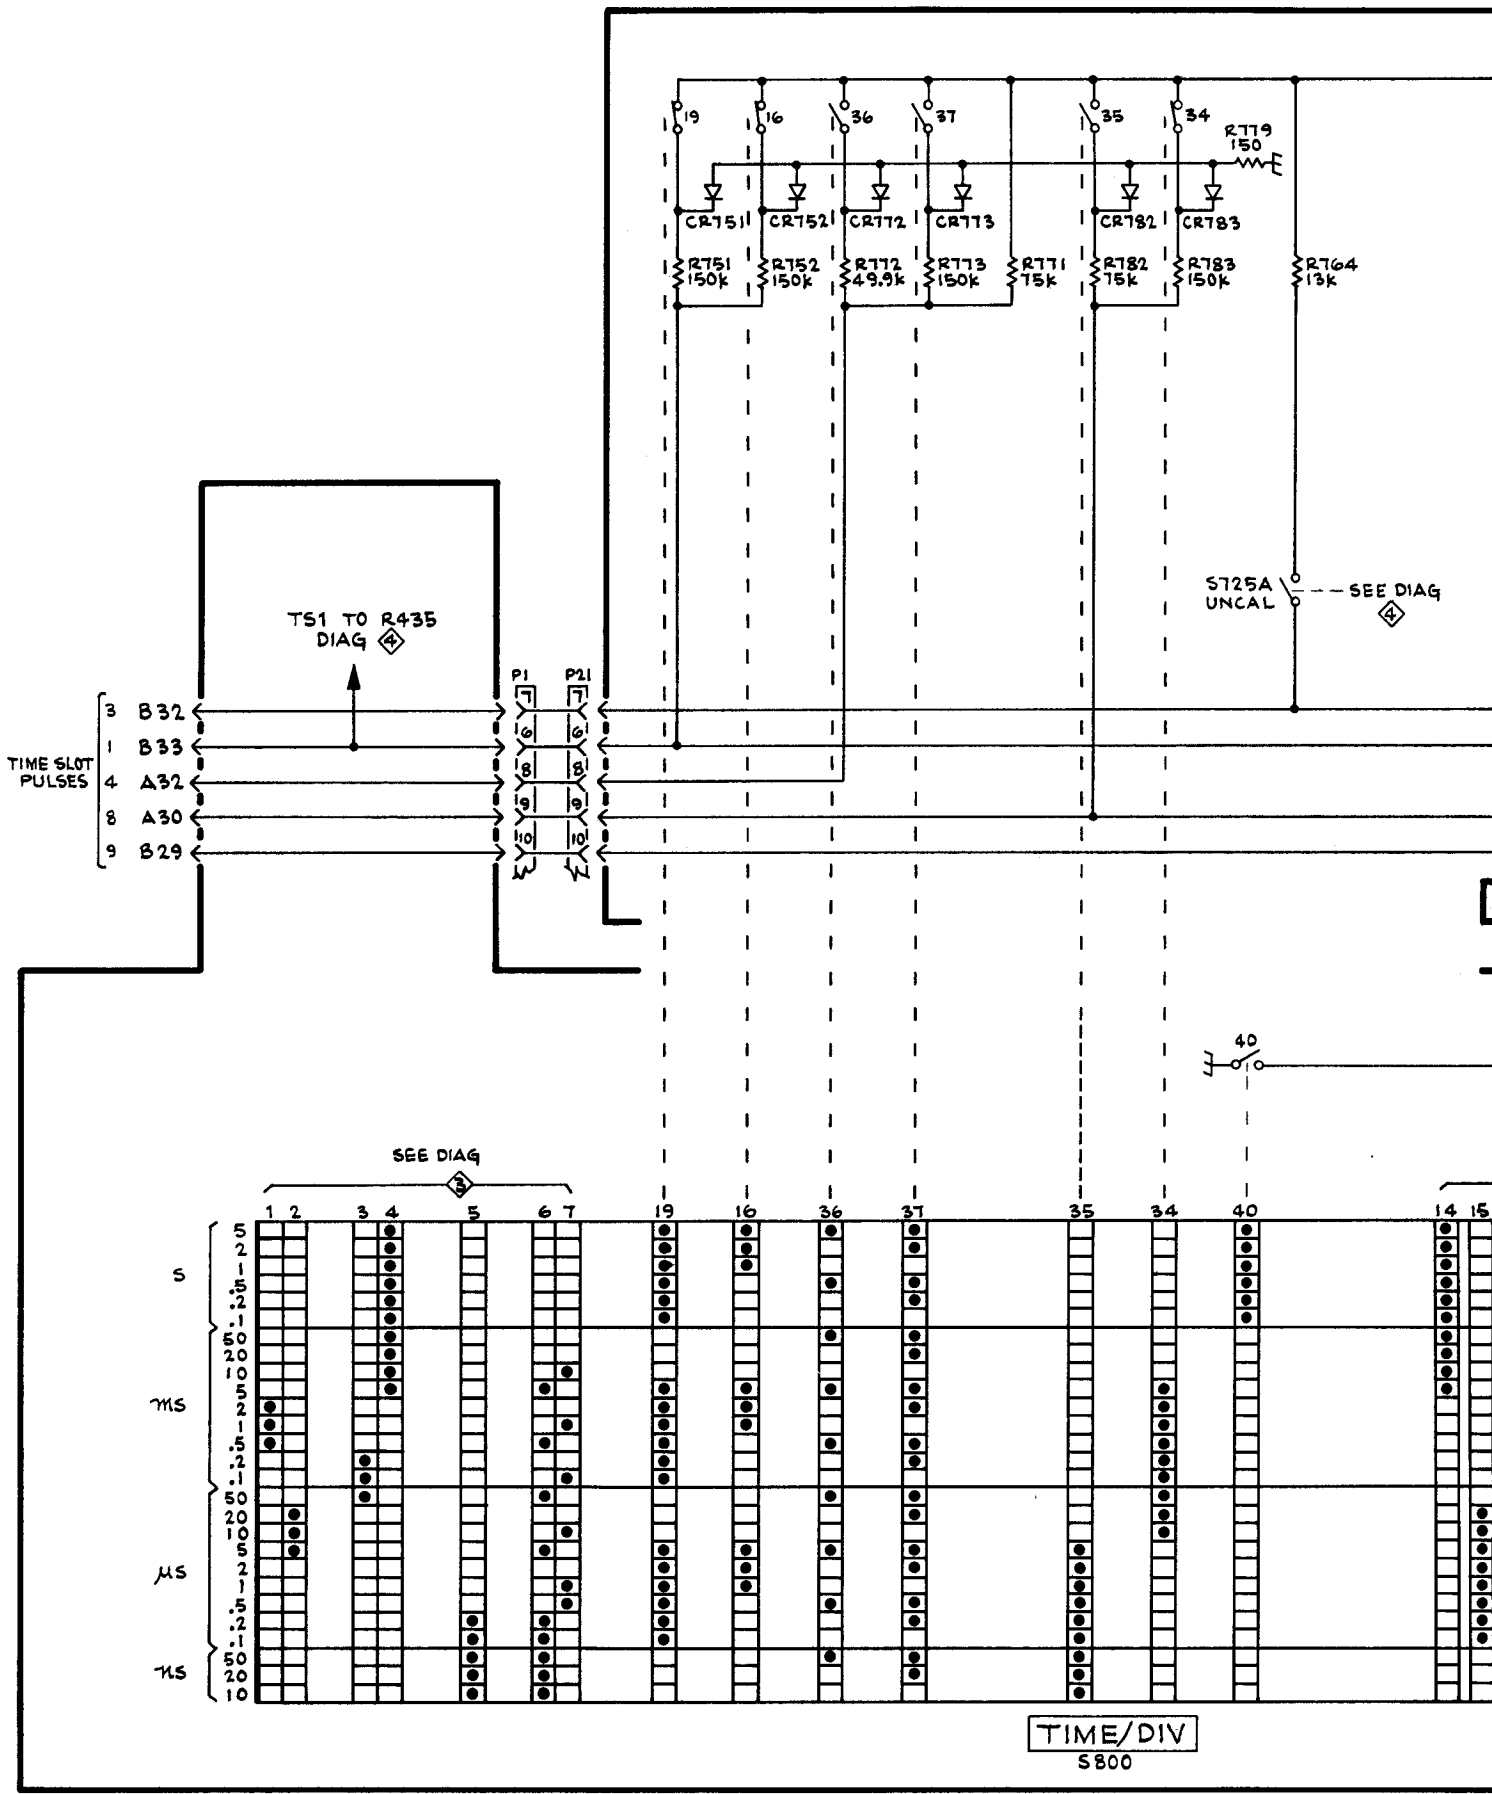 19 16 36 37 35 34
R779
150
CR751 CR752 CR772 CR773 CR782 CR783
R751 R752 R772 R773 R771 R782 R783 R764
150K 150K 49.9K 150K 75K 75K 150K 13K
S725A
UNCAL
SEE DIAG
4
TS1 TO R435
DIAG 4
P1 P21
TIME SLOT
PULSES
3 B32 7 7
1 B33 6 6
4 A32 8 8
8 A30 9 9
9 B29 10 10
40
SEE DIAG
3
1 2 3 4 5 6 7 19 16 36 37 35 34 40 14 15
S
5
2
1
.5
.2
.1
mS
50
20
10
5
2
1
.5
.2
.1
μS
50
20
10
5
2
1
.5
.2
.1
nS
50
20
10
TIME/DIV
S800